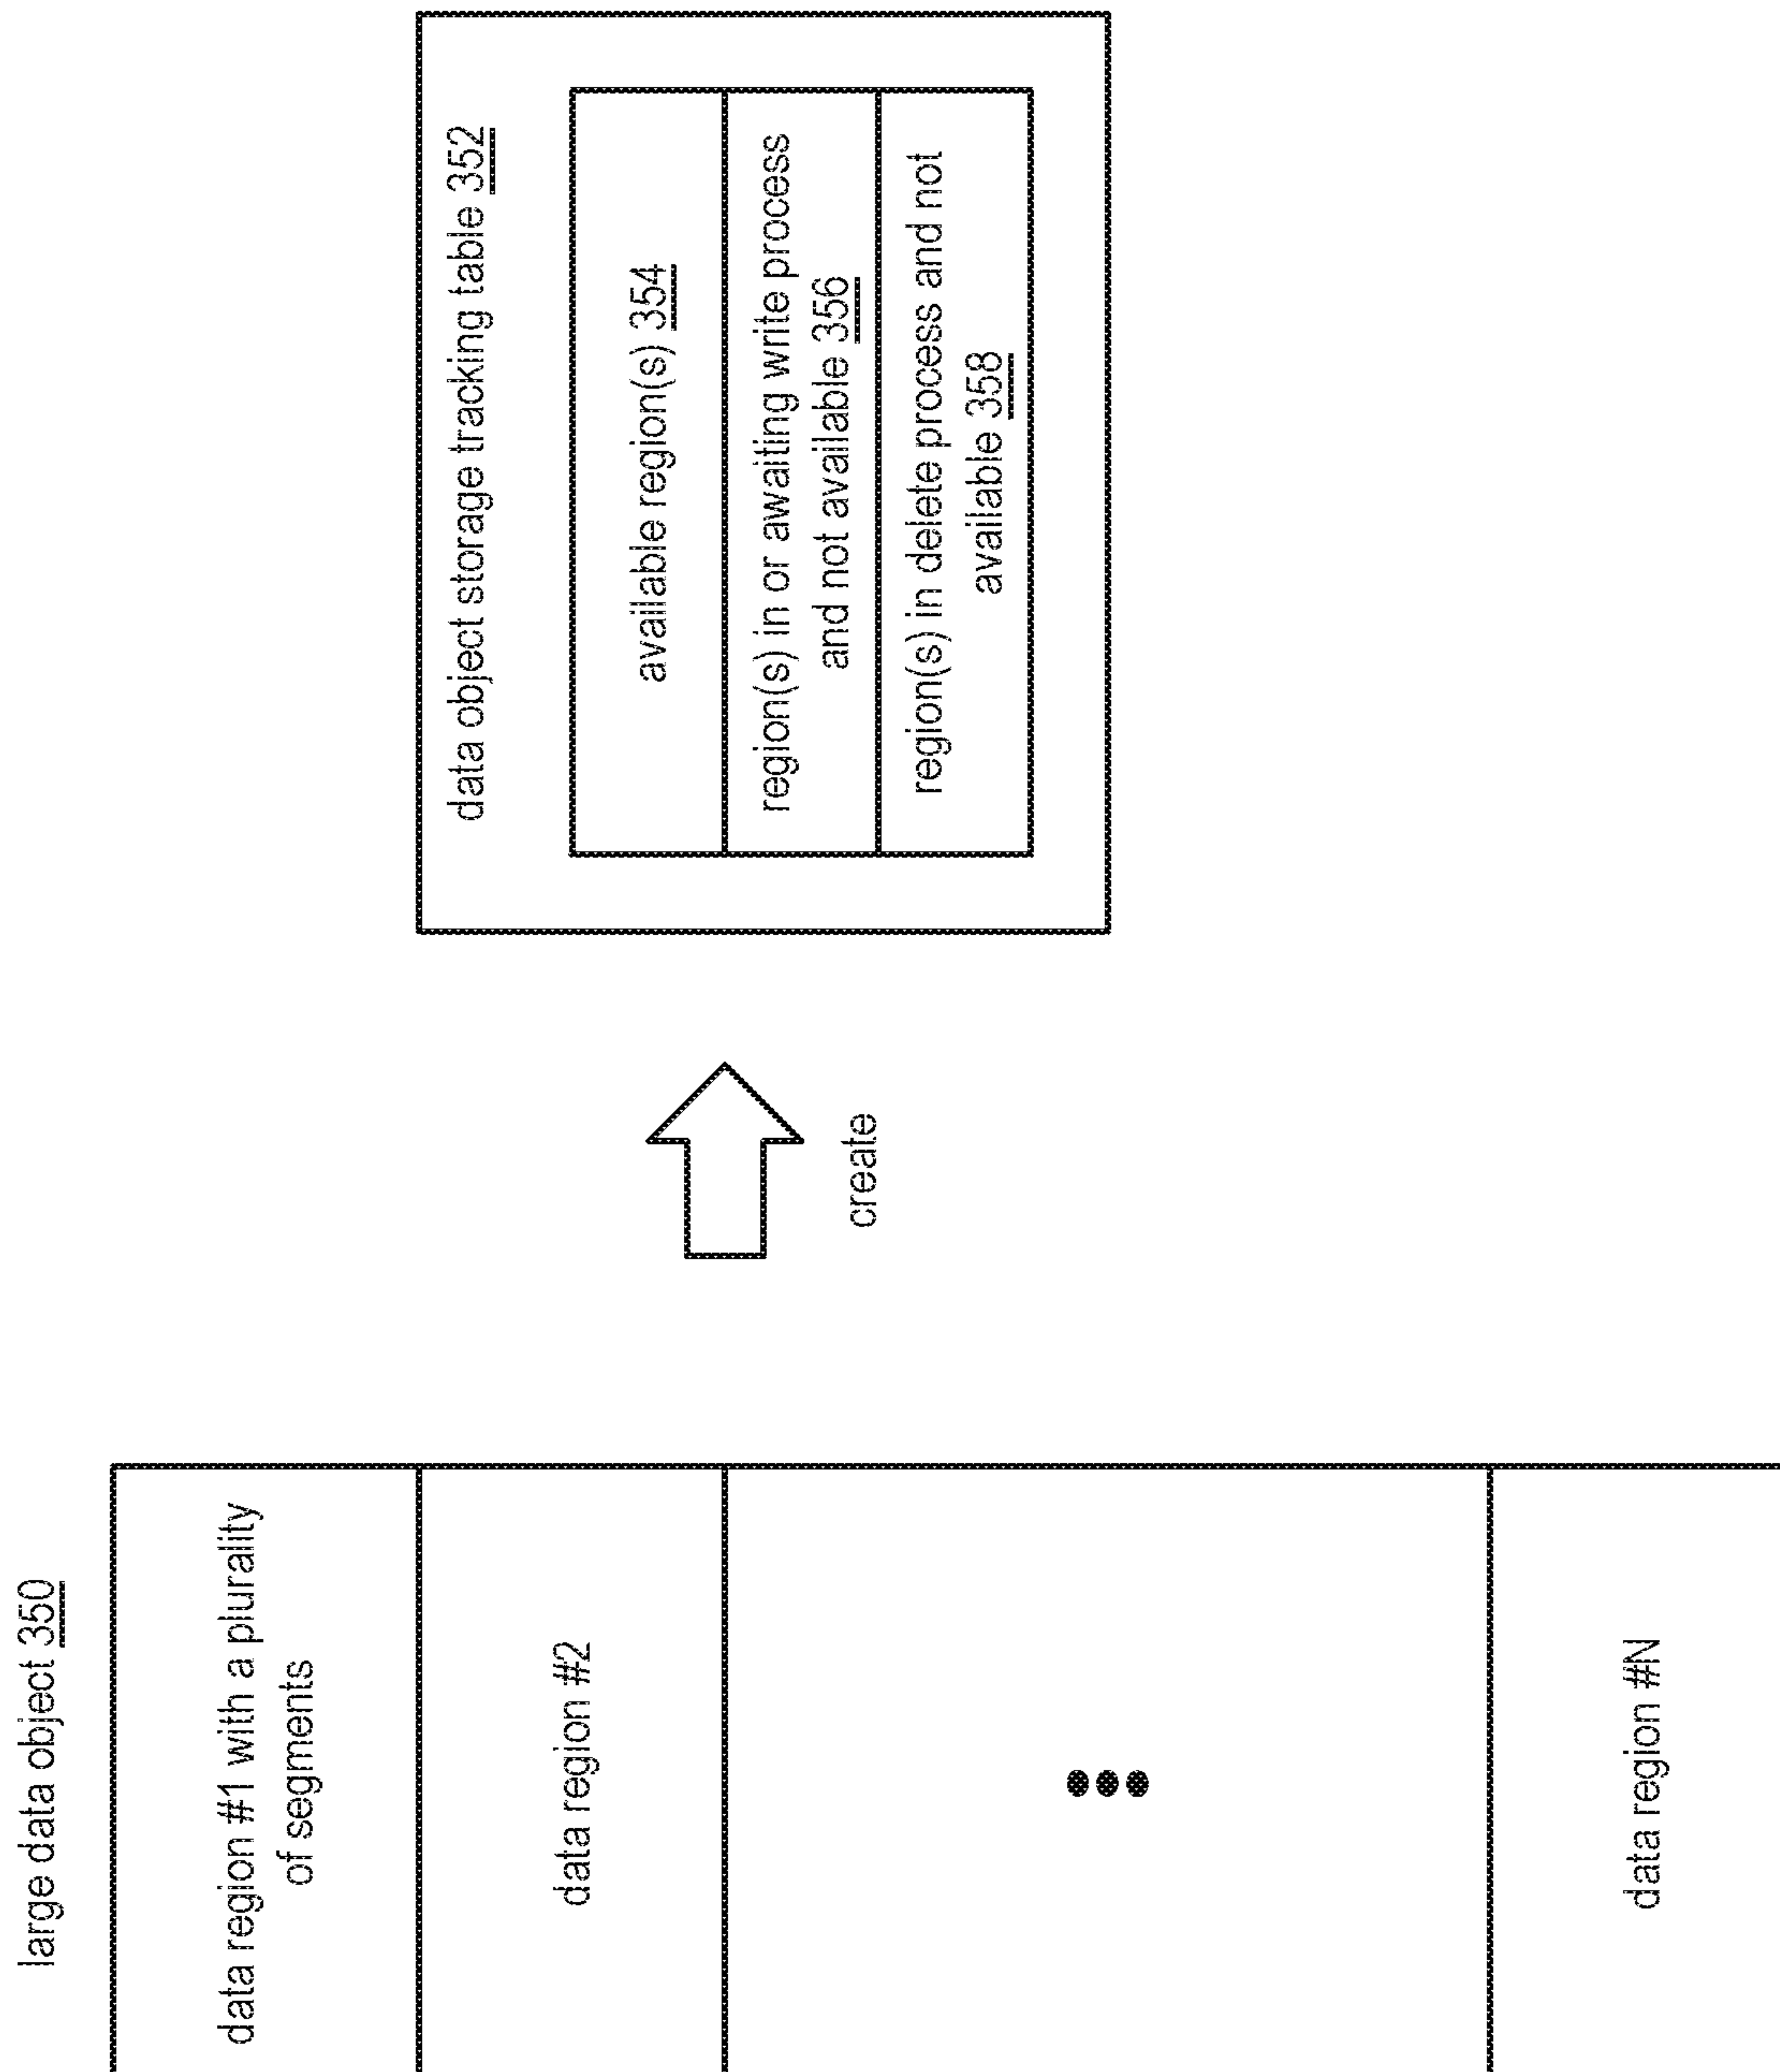 large data object 350
data region #1 with a plurality
of segments
data region #2
data region #N
create
data object storage tracking table 352
available region(s) 354
region(s) in or awaiting write process
and not available 356
region(s) in delete process and not
available 358